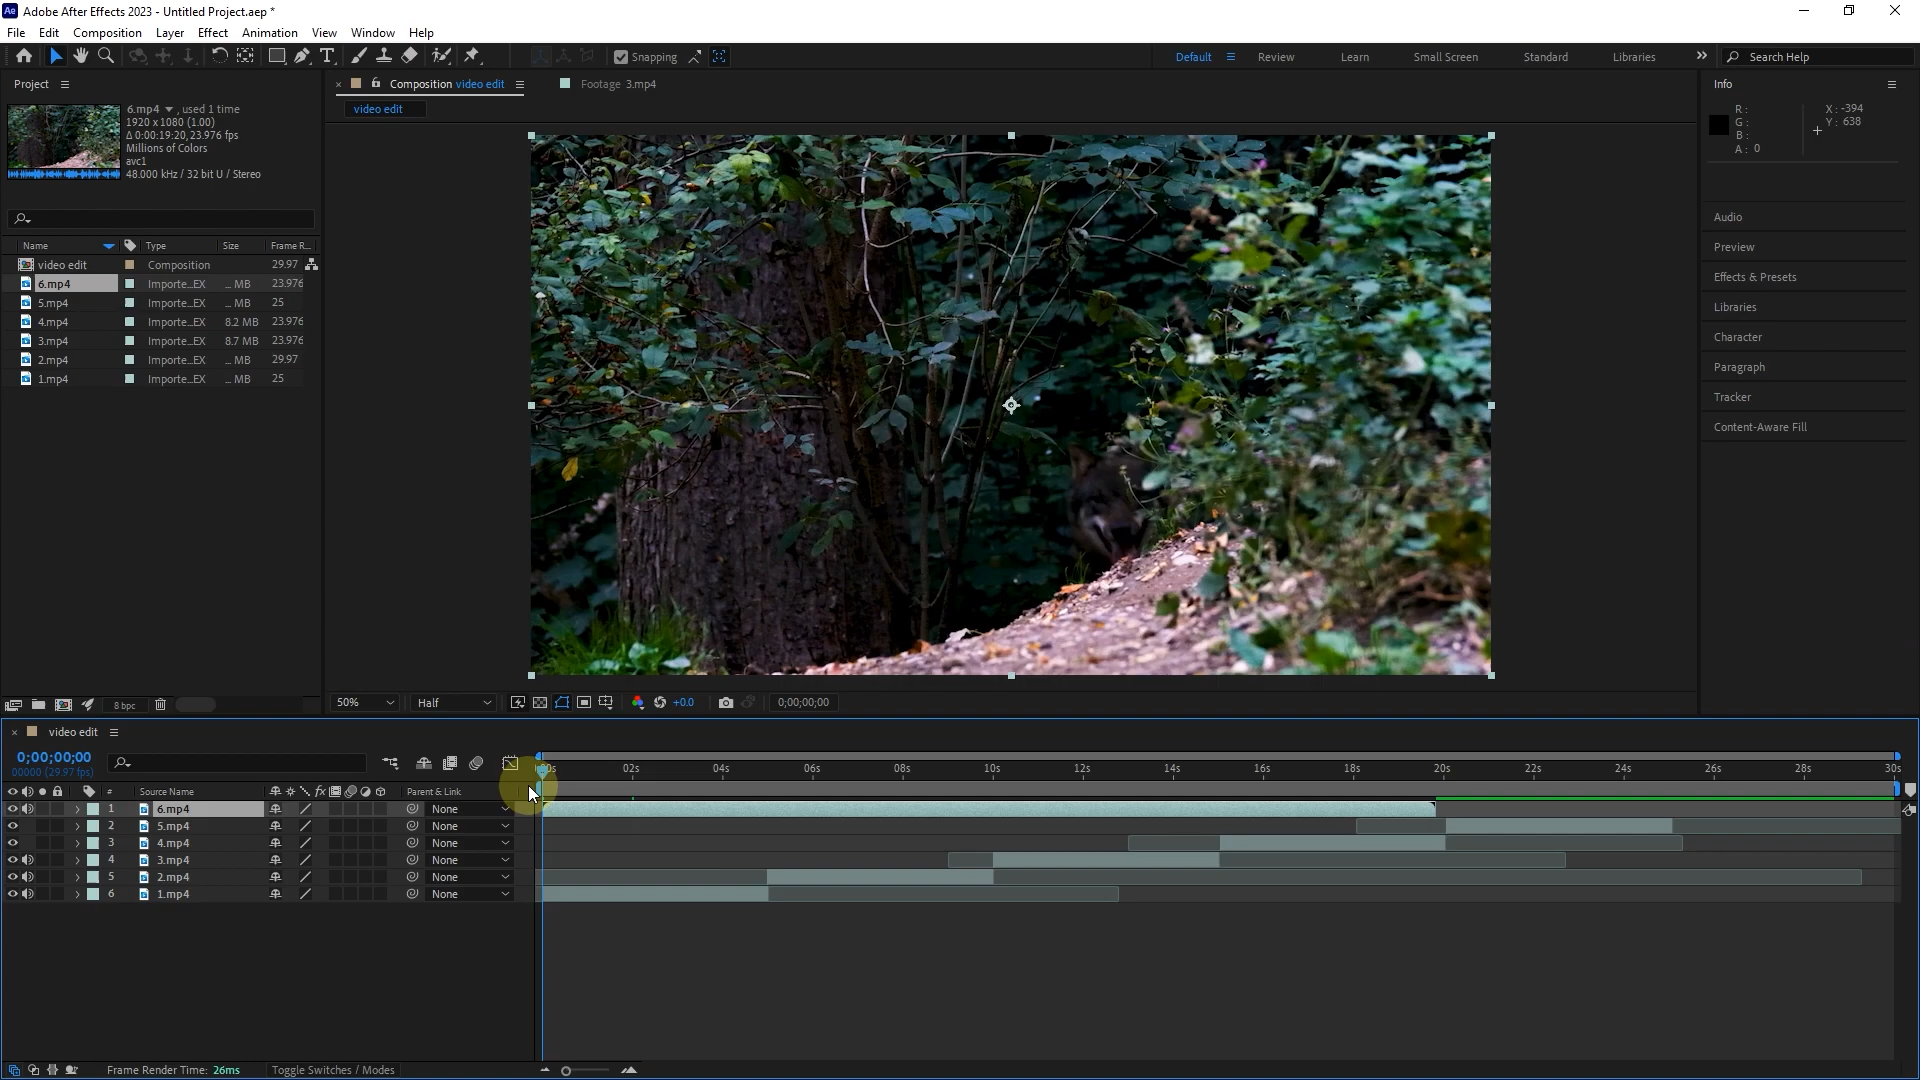 Ae Adobe After Effects 2023 - Untitled Project.aep *
File Edit Composition Layer Effect Animation View Window Help
Snapping
Default Review Learn Small Screen Standard Libraries Search Help
Project
6.mp4 , used 1 time
1920 x 1080 (1.00)
Δ 0:00:19:20, 23.976 fps
Millions of Colors
avc1
48.000 kHz / 32 bit U / Stereo
Name Type Size Frame R...
video edit Composition 29.97
6.mp4 Importe...EX ... MB 23.976
5.mp4 Importe...EX ... MB 25
4.mp4 Importe...EX 8.2 MB 23.976
3.mp4 Importe...EX 8.7 MB 23.976
2.mp4 Importe...EX ... MB 29.97
1.mp4 Importe...EX ... MB 25
8 bpc
Composition video edit
Footage 3.mp4
video edit
50% Half +0.0 0;00;00;00
Info
R :
G :
B :
A : 0
X : -394
Y : 638
Audio
Preview
Effects & Presets
Libraries
Character
Paragraph
Tracker
Content-Aware Fill
video edit
0;00;00;00
00000 (29.97 fps)
02s 04s 06s 08s 10s 12s 14s 16s 18s 20s 22s 24s 26s 28s 30s
# Source Name fx Parent & Link
1 6.mp4 None
2 5.mp4 None
3 4.mp4 None
4 3.mp4 None
5 2.mp4 None
6 1.mp4 None
Frame Render Time: 26ms Toggle Switches / Modes